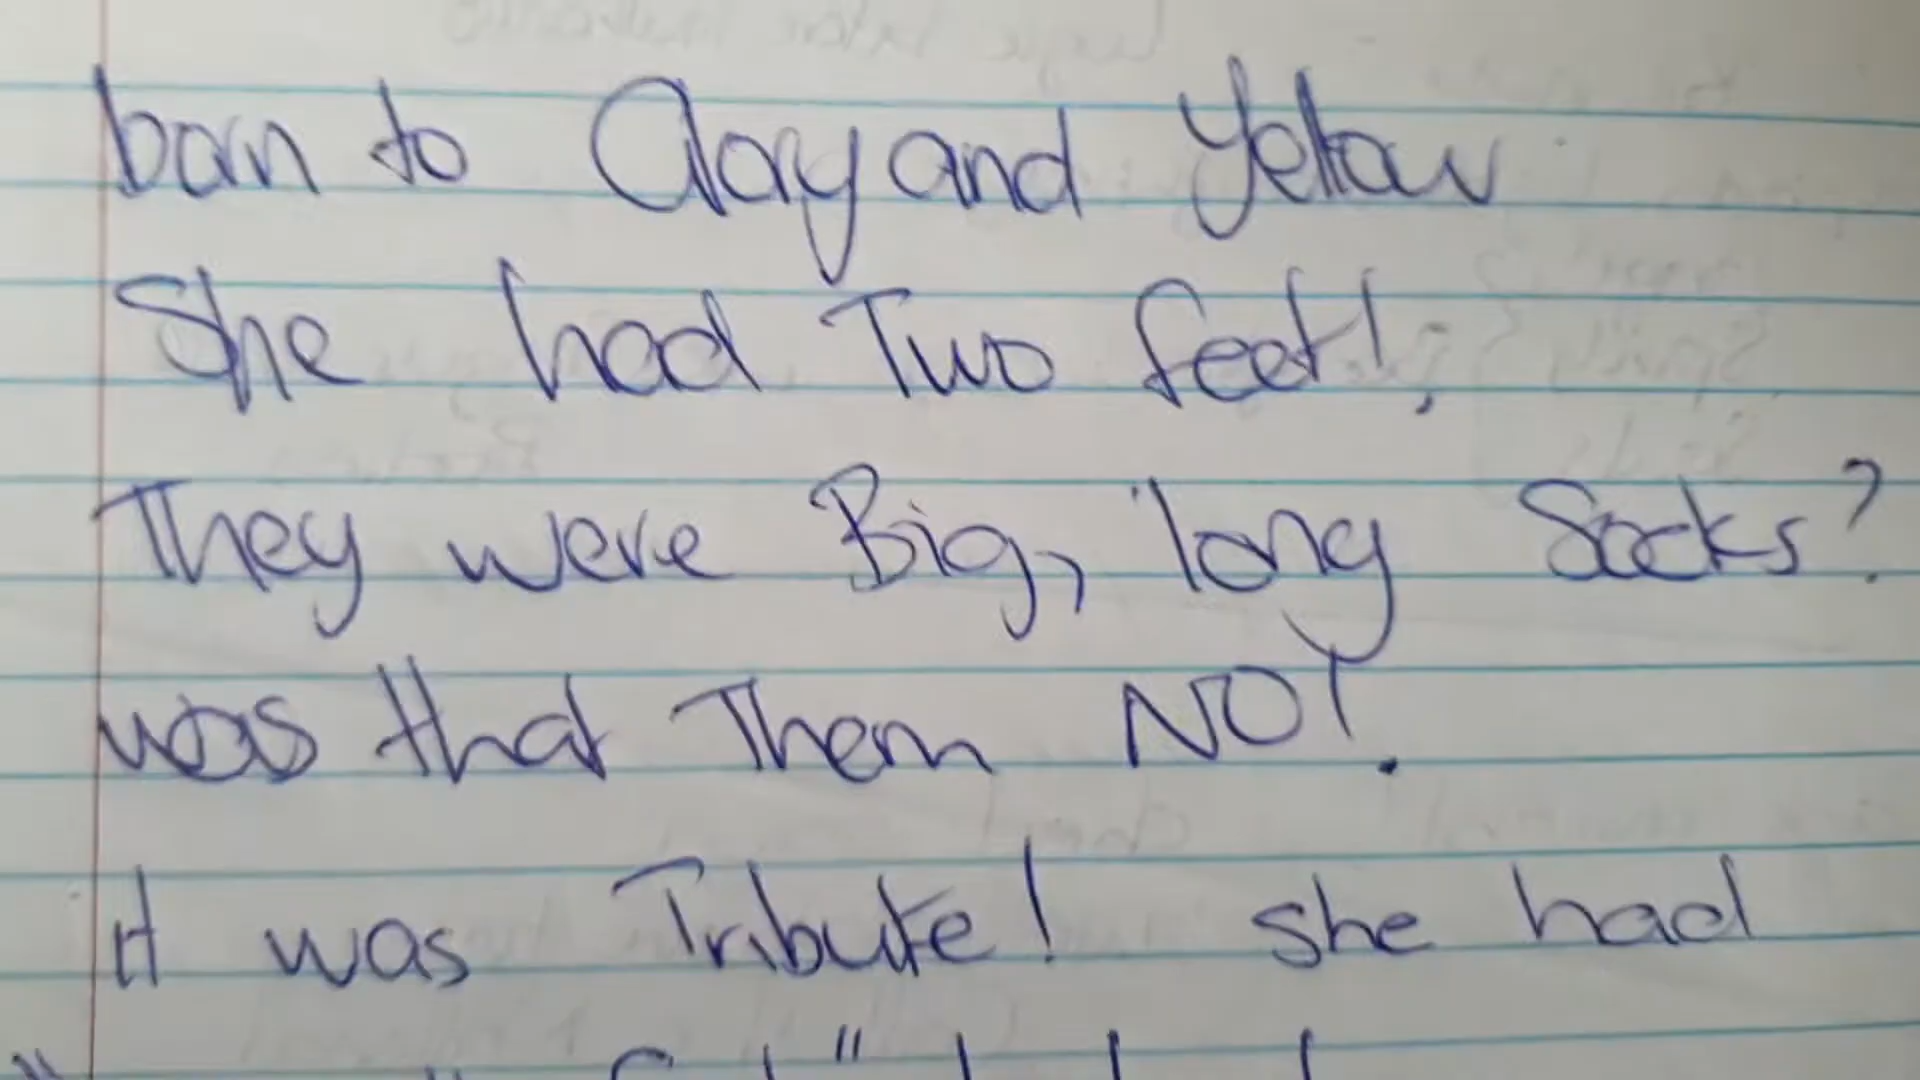 born to Clay and Yellow
She had Two feet!
They were Big, long Socks?
was that Them NO!
it was Tribute! she had